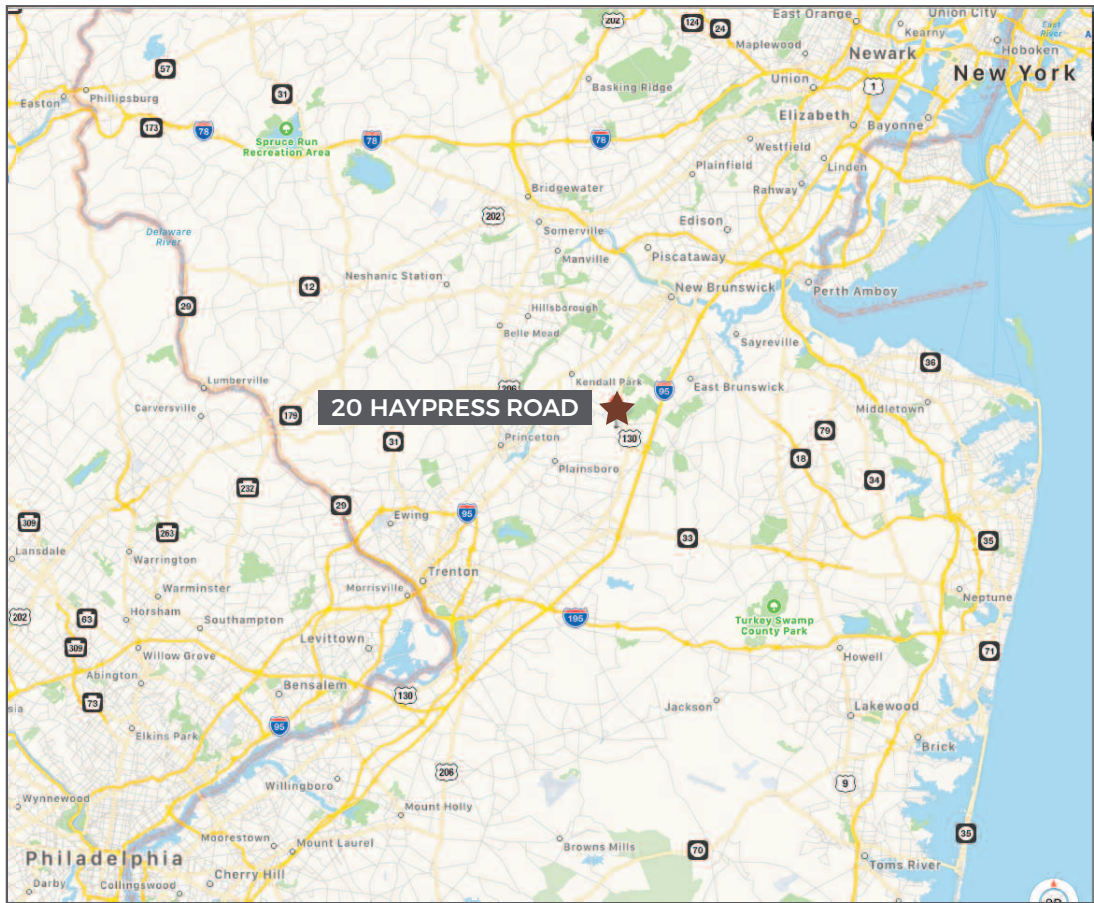 202
124
24
East Orange
Union City
Kearny
East
River
Maplewood
Newark
Hoboken
57
Basking Ridge
Union
1
New York
Easton
Phillipsburg
31
Elizabeth
Bayonne
173
78
Spruce Run
Recreation Area
78
78
Westfield
Linden
Plainfield
Rahway
Bridgewater
202
Somerville
Edison
Delaware
River
Manville
Piscataway
Neshanic Station
12
New Brunswick
Perth Amboy
29
Hillsborough
Belle Mead
Sayreville
36
Lumberville
206
Kendall Park
95
East Brunswick
Carversville
179
20 HAYPRESS ROAD
Middletown
31
Princeton
130
79
Plainsboro
18
34
232
29
95
Ewing
309
263
33
35
Lansdale
Warrington
Trenton
Warminster
Morrisville
Neptune
202
63
Horsham
Southampton
195
Turkey Swamp
County Park
309
Willow Grove
Levittown
71
Howell
Abington
Bensalem
73
130
Jackson
Lakewood
sia
95
Elkins Park
Brick
206
Willingboro
9
Wynnewood
Mount Holly
35
Moorestown
Mount Laurel
Browns Mills
70
Philadelphia
Toms River
Darby
Collingswood
Cherry Hill